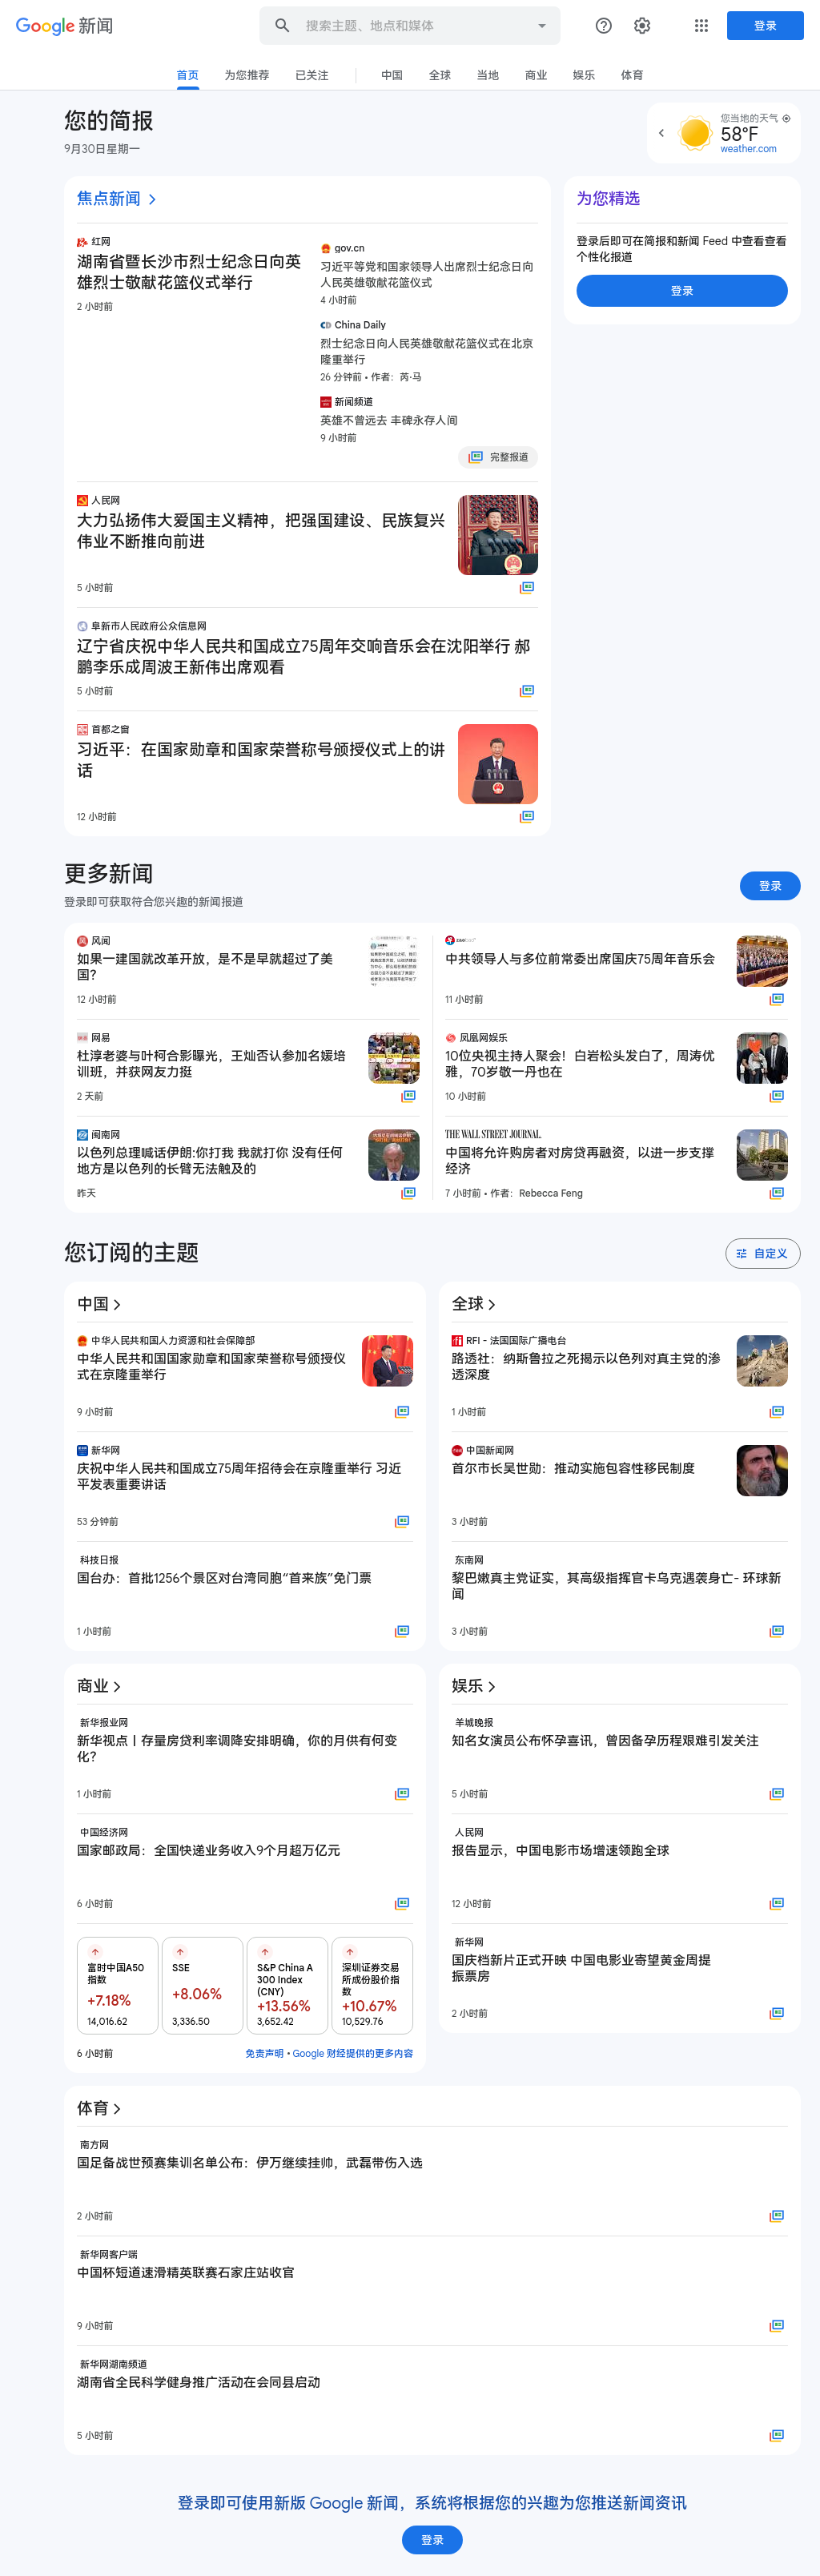 Google 新闻
搜索主题、地点和媒体
登录
首页
为您推荐
已关注
中国
全球
当地
商业
娱乐
体育
您的简报
9月30日星期一
您当地的天气
58°F
weather.com
焦点新闻
红网
湖南省暨长沙市烈士纪念日向英
雄烈士敬献花篮仪式举行
2 小时前
gov.cn
习近平等党和国家领导人出席烈士纪念日向
人民英雄敬献花篮仪式
4 小时前
China Daily
烈士纪念日向人民英雄敬献花篮仪式在北京
隆重举行
26 分钟前 • 作者：芮·马
新闻频道
英雄不曾远去 丰碑永存人间
9 小时前
完整报道
人民网
大力弘扬伟大爱国主义精神，把强国建设、民族复兴
伟业不断推向前进
5 小时前
阜新市人民政府公众信息网
辽宁省庆祝中华人民共和国成立75周年交响音乐会在沈阳举行 郝
鹏李乐成周波王新伟出席观看
5 小时前
首都之窗
习近平：在国家勋章和国家荣誉称号颁授仪式上的讲
话
12 小时前
为您精选
登录后即可在简报和新闻 Feed 中查看查看
个性化报道
登录
更多新闻
登录即可获取符合您兴趣的新闻报道
登录
风闻
如果一建国就改革开放，是不是早就超过了美
国？
12 小时前
中共领导人与多位前常委出席国庆75周年音乐会
11 小时前
网易
杜淳老婆与叶柯合影曝光，王灿否认参加名媛培
训班，并获网友力挺
2 天前
凤凰网娱乐
10位央视主持人聚会！白岩松头发白了，周涛优
雅，70岁敬一丹也在
10 小时前
闽南网
以色列总理喊话伊朗:你打我 我就打你 没有任何
地方是以色列的长臂无法触及的
昨天
THE WALL STREET JOURNAL.
中国将允许购房者对房贷再融资，以进一步支撑
经济
7 小时前 • 作者：Rebecca Feng
您订阅的主题
自定义
中国
中华人民共和国人力资源和社会保障部
中华人民共和国国家勋章和国家荣誉称号颁授仪
式在京隆重举行
9 小时前
新华网
庆祝中华人民共和国成立75周年招待会在京隆重举行 习近
平发表重要讲话
53 分钟前
科技日报
国台办：首批1256个景区对台湾同胞“首来族”免门票
1 小时前
全球
RFI - 法国国际广播电台
路透社：纳斯鲁拉之死揭示以色列对真主党的渗
透深度
1 小时前
中国新闻网
首尔市长吴世勋：推动实施包容性移民制度
3 小时前
东南网
黎巴嫩真主党证实，其高级指挥官卡乌克遇袭身亡- 环球新
闻
3 小时前
商业
新华报业网
新华视点丨存量房贷利率调降安排明确，你的月供有何变
化？
1 小时前
中国经济网
国家邮政局：全国快递业务收入9个月超万亿元
6 小时前
富时中国A50
指数
+7.18%
14,016.62
SSE
+8.06%
3,336.50
S&P China A
300 Index
(CNY)
+13.56%
3,652.42
深圳证券交易
所成份股价指
数
+10.67%
10,529.76
6 小时前
免责声明 • Google 财经提供的更多内容
娱乐
羊城晚报
知名女演员公布怀孕喜讯，曾因备孕历程艰难引发关注
5 小时前
人民网
报告显示，中国电影市场增速领跑全球
12 小时前
新华网
国庆档新片正式开映 中国电影业寄望黄金周提
振票房
2 小时前
体育
南方网
国足备战世预赛集训名单公布：伊万继续挂帅，武磊带伤入选
2 小时前
新华网客户端
中国杯短道速滑精英联赛石家庄站收官
9 小时前
新华网湖南频道
湖南省全民科学健身推广活动在会同县启动
5 小时前
登录即可使用新版 Google 新闻，系统将根据您的兴趣为您推送新闻资讯
登录